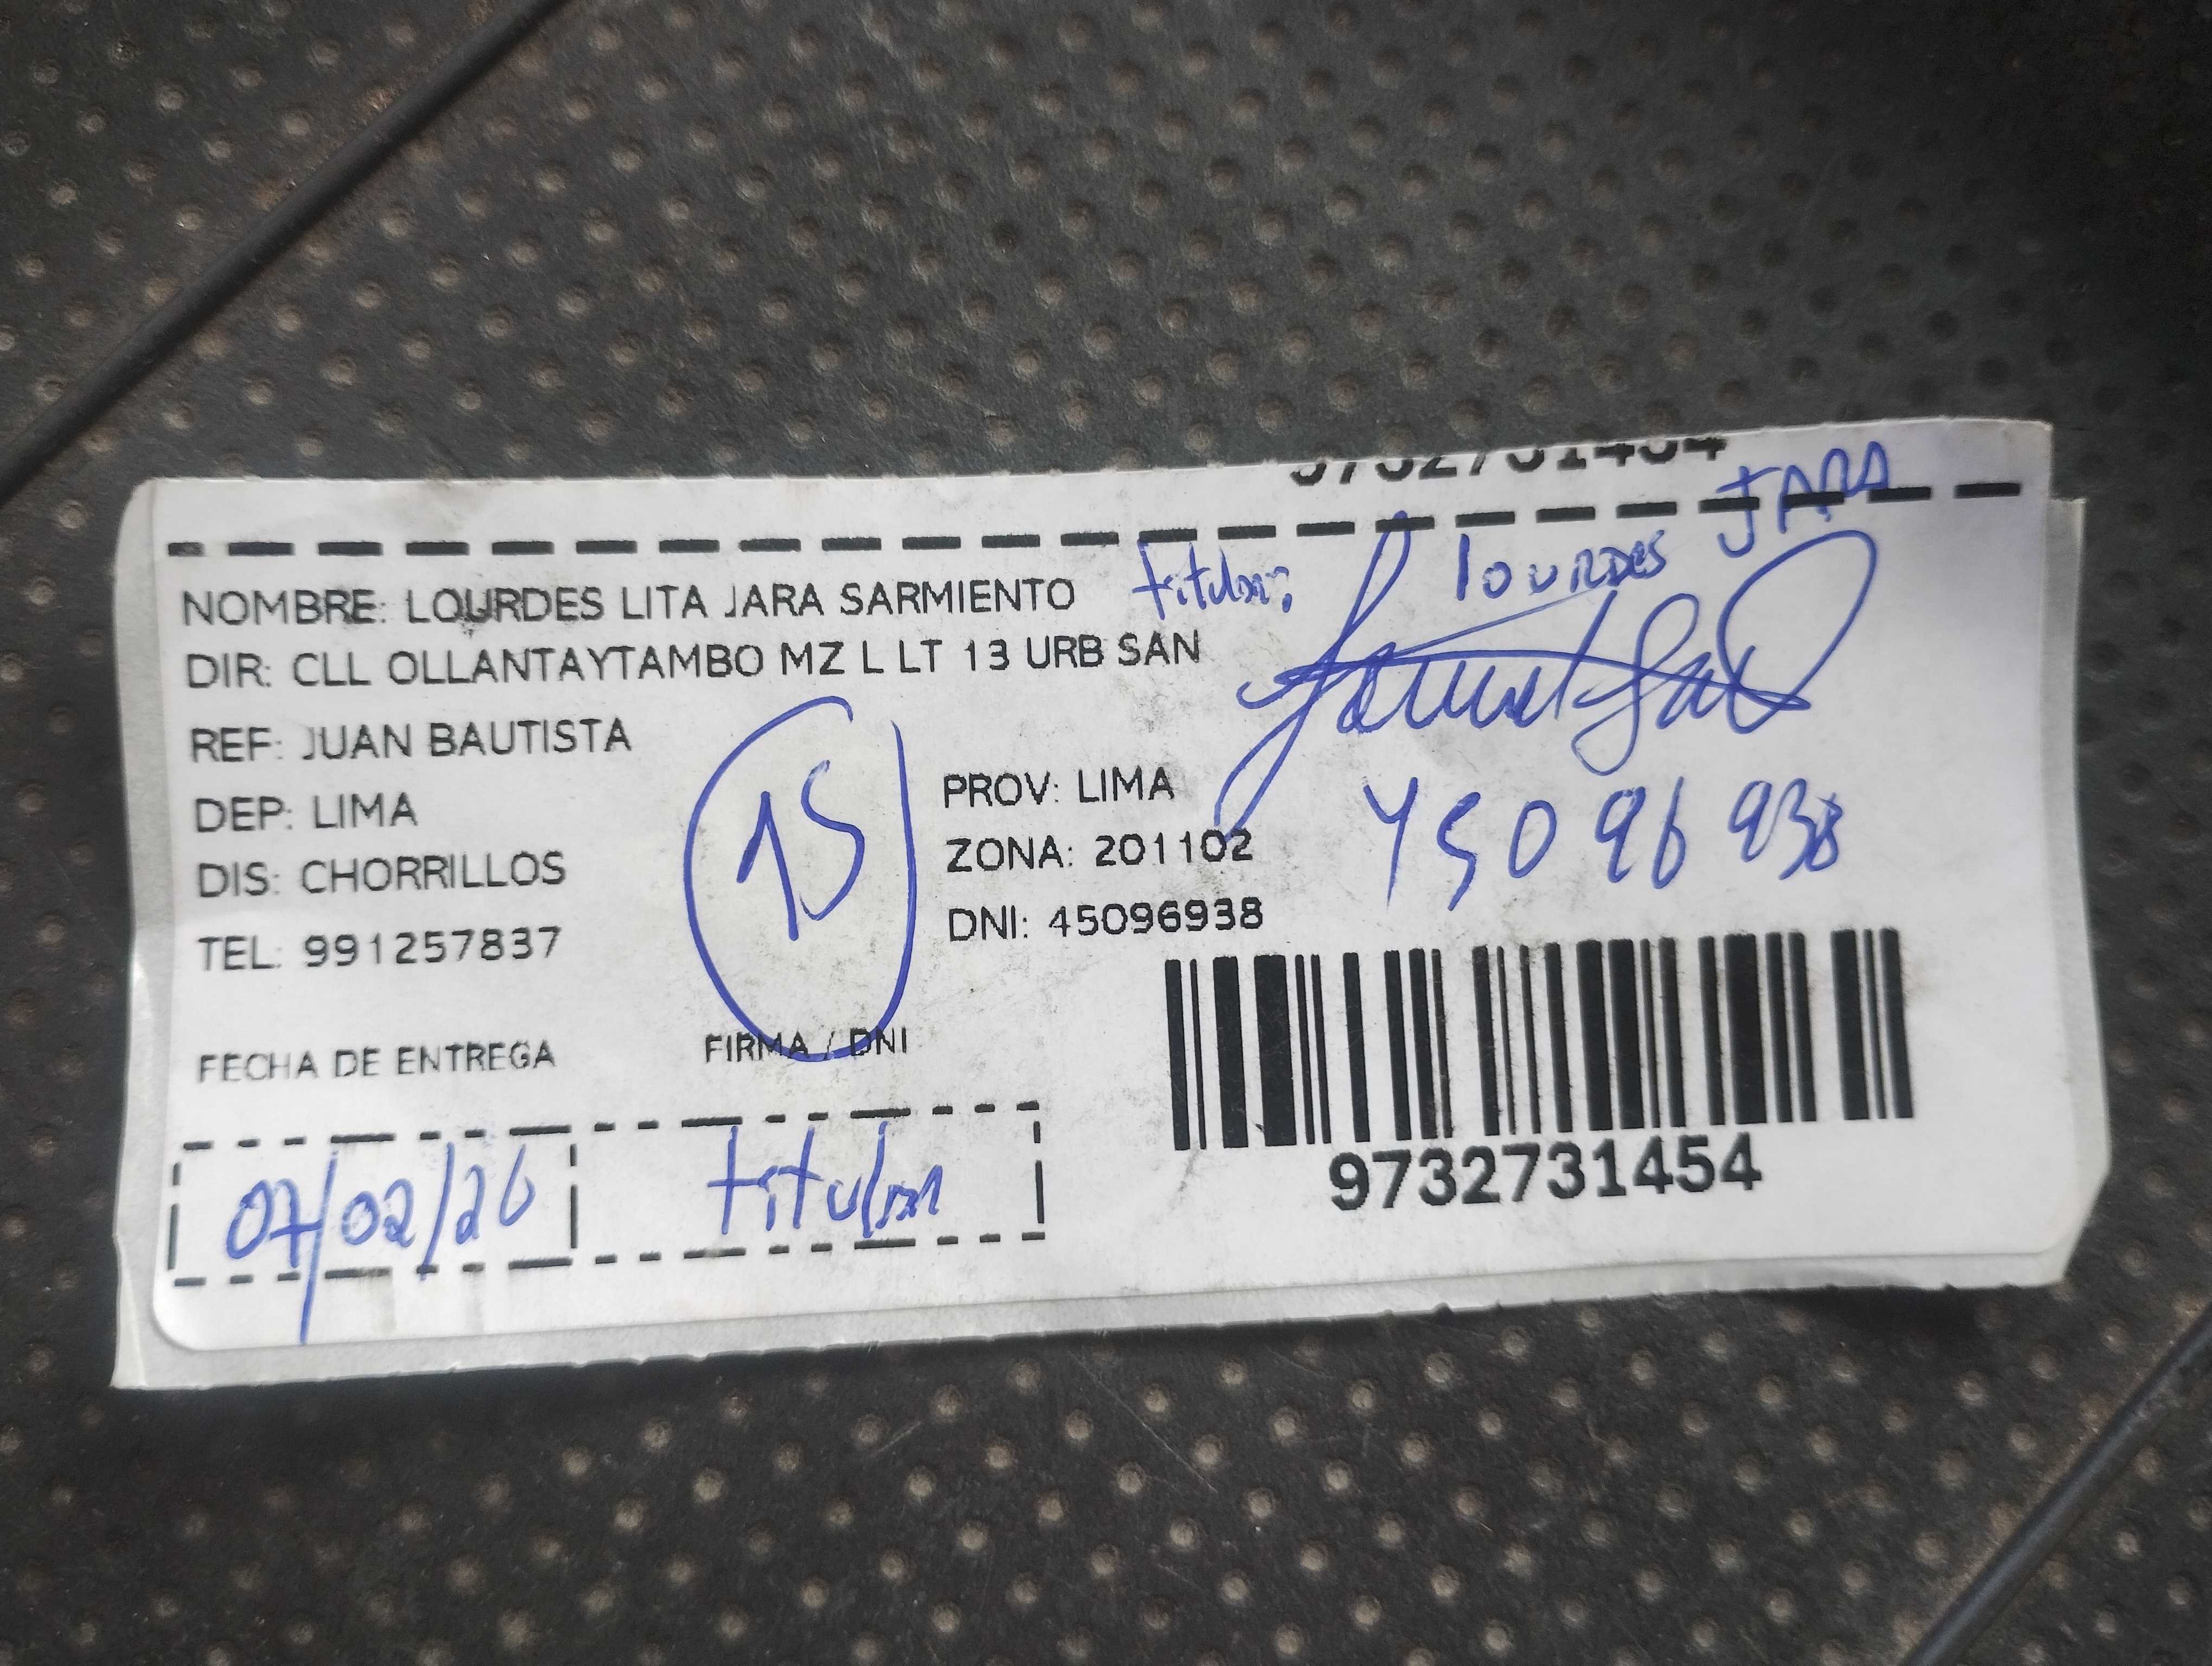 9732731454
JARA
titular: lourdes
NOMBRE: LOURDES LITA JARA SARMIENTO
DIR: CLL OLLANTAYTAMBO MZ L LT 13 URB SAN
REF: JUAN BAUTISTA
15
DEP: LIMA
PROV: LIMA
45096938
DIS: CHORRILLOS
ZONA: 201102
TEL: 991257837
DNI: 45096938
FECHA DE ENTREGA
FIRMA / DNI
07/02/26
titular
9732731454